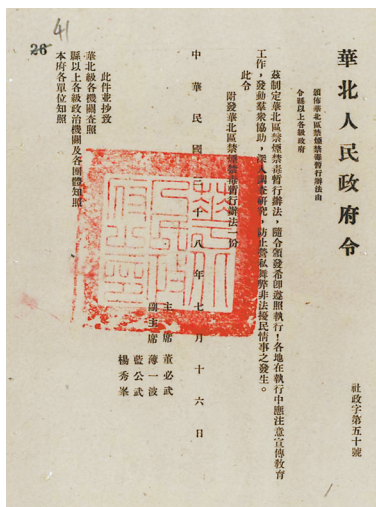 華北人民政府令
社政字第五十號
頒佈華北區禁煙禁毒暫行辦法由
令縣以上各級政府
茲制定華北區禁煙禁毒暫行辦法，隨令頒發希即遵照執行！各地在執行中應注意宣傳教育
工作，發動羣衆協助，深入調查研究，防止營私舞弊非法擾民情事之發生。
此令
附發華北區禁煙禁毒暫行辦法一份
主席　董必武
副主席　薄一波
藍公武
楊秀峯
中華民國三十八年七月十六日
此件並抄致
華北級各機關查照
縣以上各級政治機關及各團體知照
本府各單位知照
41
26
華北人民政府之印